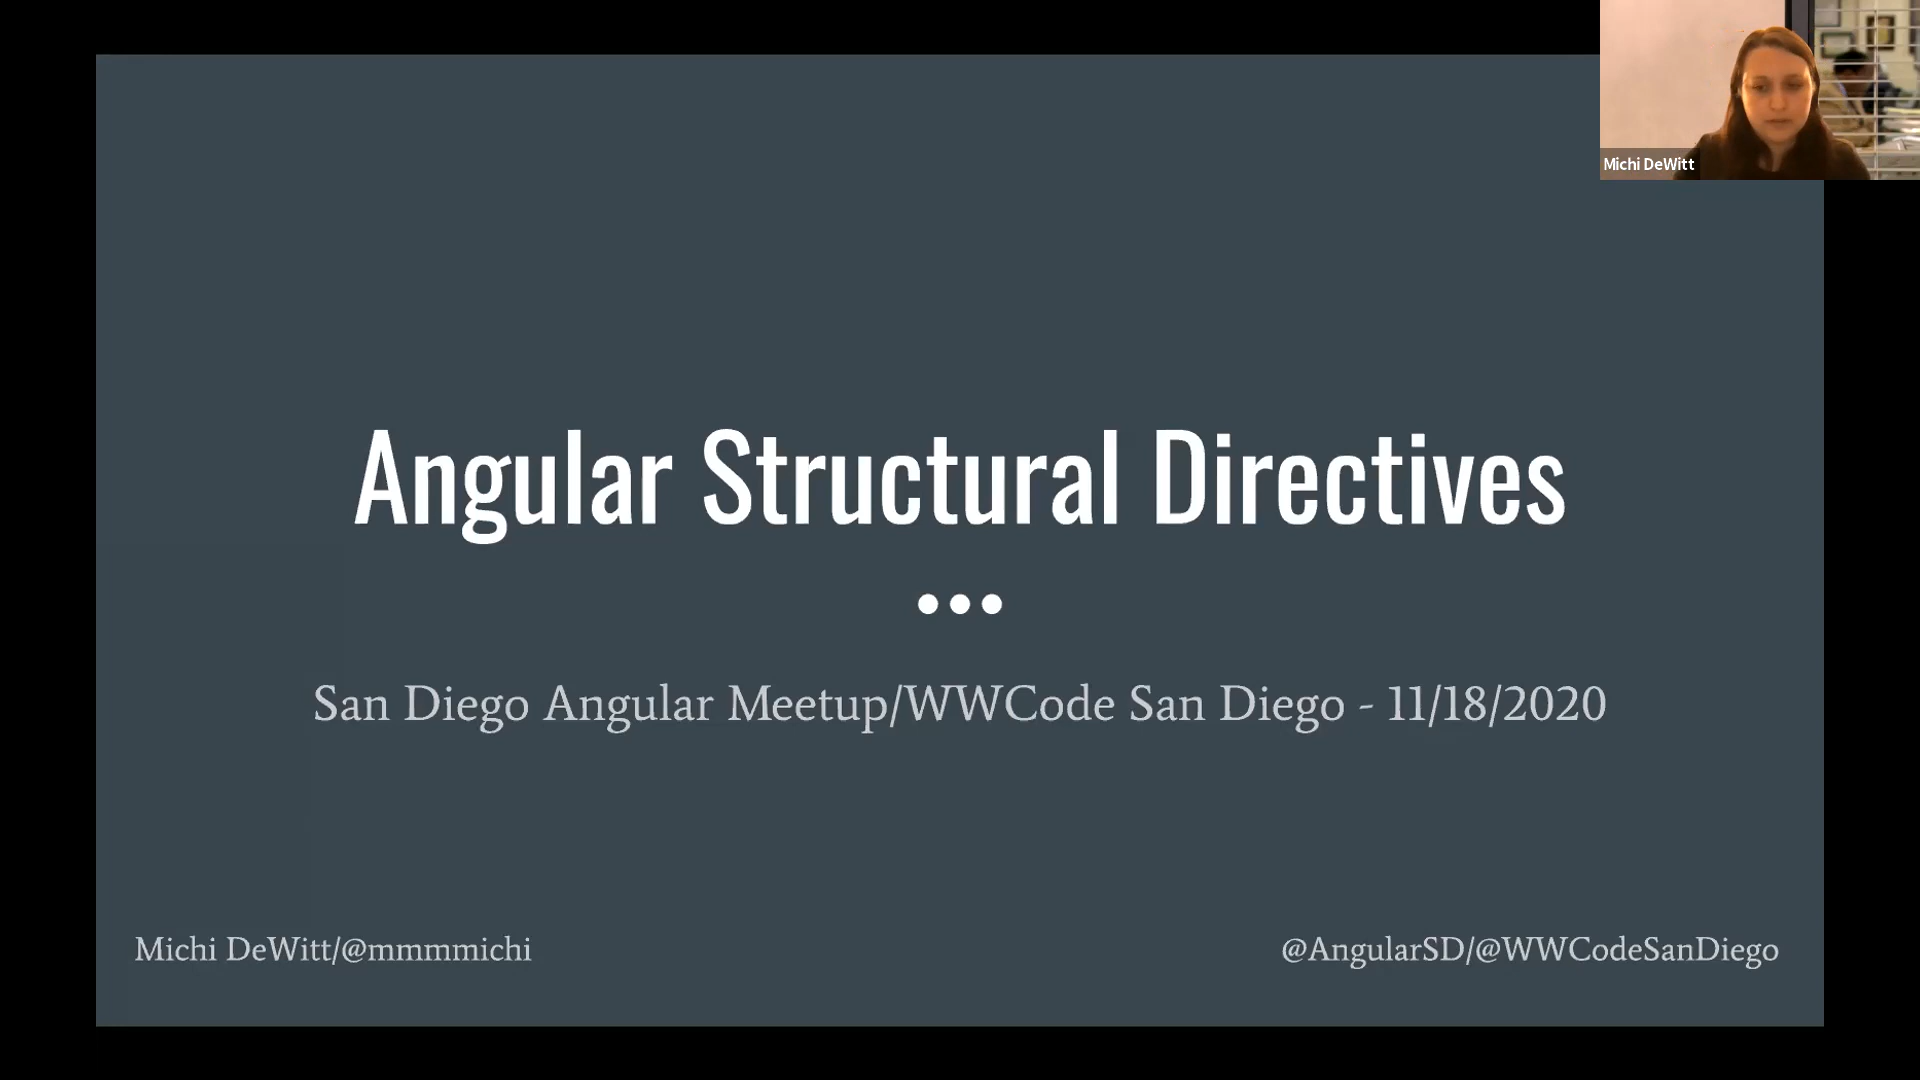 Michi DeWitt
Angular Structural Directives
San Diego Angular Meetup/WWCode San Diego - 11/18/2020
Michi DeWitt/@mmmmichi
@AngularSD/@WWCodeSanDiego